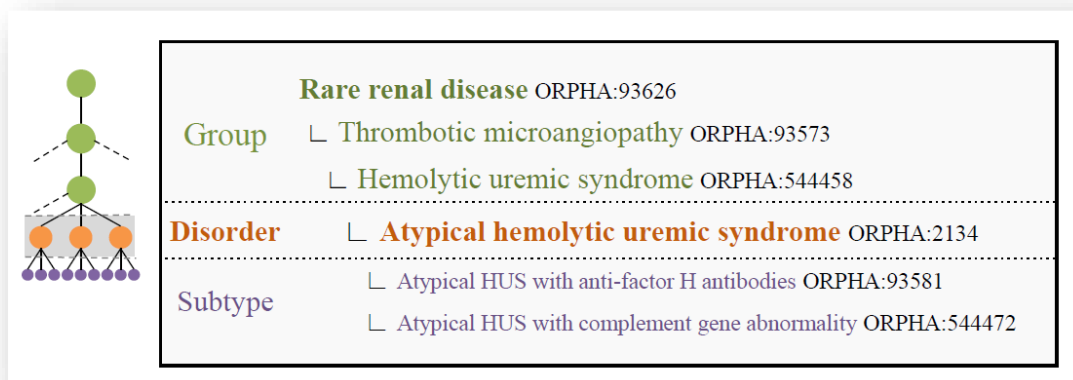 Rare renal disease ORPHA:93626
Group
∟ Thrombotic microangiopathy ORPHA:93573
∟ Hemolytic uremic syndrome ORPHA:544458
Disorder ∟ Atypical hemolytic uremic syndrome ORPHA:2134
∟ Atypical HUS with anti-factor H antibodies ORPHA:93581
Subtype
∟ Atypical HUS with complement gene abnormality ORPHA:544472